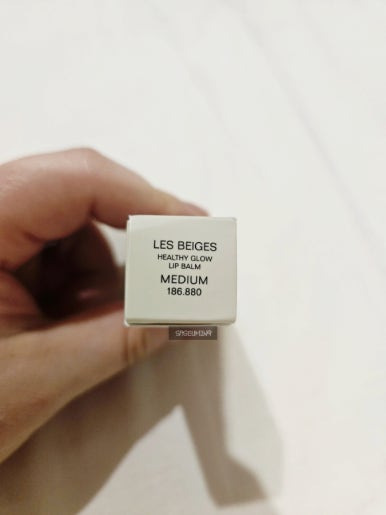 LES BEIGES
HEALTHY GLOW
LIP BALM
MEDIUM
186.880